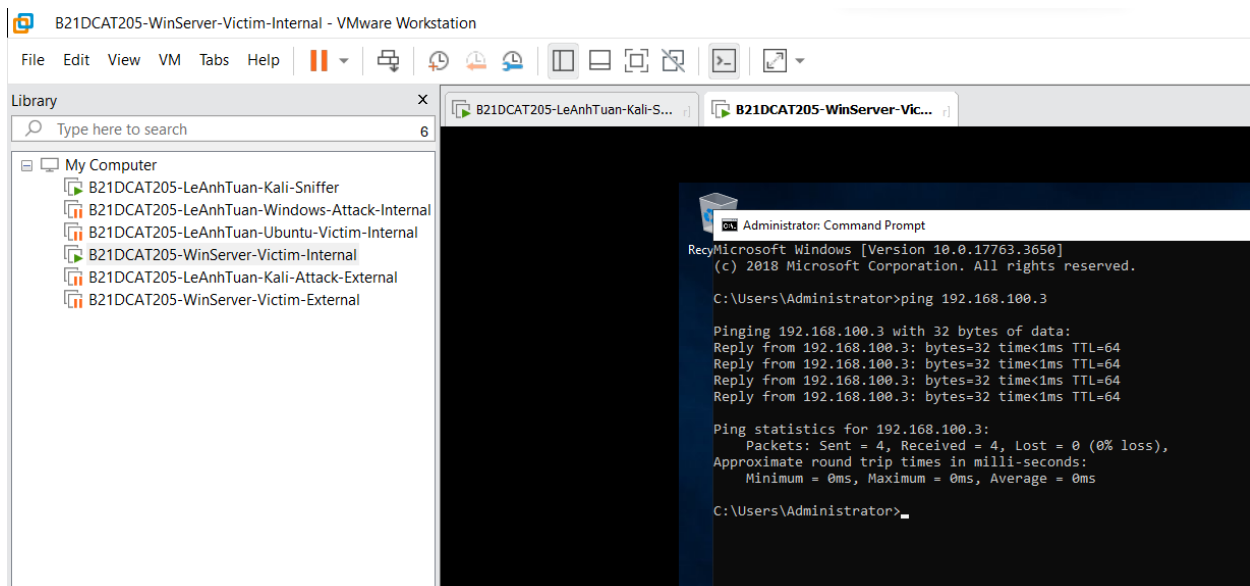 B21DCAT205-WinServer-Victim-Internal - VMware Workstation
File Edit View VM Tabs Help
Library x
Type here to search 6
My Computer
B21DCAT205-LeAnhTuan-Kali-Sniffer
B21DCAT205-LeAnhTuan-Windows-Attack-Internal
B21DCAT205-LeAnhTuan-Ubuntu-Victim-Internal
B21DCAT205-WinServer-Victim-Internal
B21DCAT205-LeAnhTuan-Kali-Attack-External
B21DCAT205-WinServer-Victim-External
B21DCAT205-LeAnhTuan-Kali-S...
B21DCAT205-WinServer-Vic...
Recy
Administrator: Command Prompt
Microsoft Windows [Version 10.0.17763.3650]
(c) 2018 Microsoft Corporation. All rights reserved.
C:\Users\Administrator>ping 192.168.100.3
Pinging 192.168.100.3 with 32 bytes of data:
Reply from 192.168.100.3: bytes=32 time<1ms TTL=64
Reply from 192.168.100.3: bytes=32 time<1ms TTL=64
Reply from 192.168.100.3: bytes=32 time<1ms TTL=64
Reply from 192.168.100.3: bytes=32 time<1ms TTL=64
Ping statistics for 192.168.100.3:
Packets: Sent = 4, Received = 4, Lost = 0 (0% loss),
Approximate round trip times in milli-seconds:
Minimum = 0ms, Maximum = 0ms, Average = 0ms
C:\Users\Administrator>